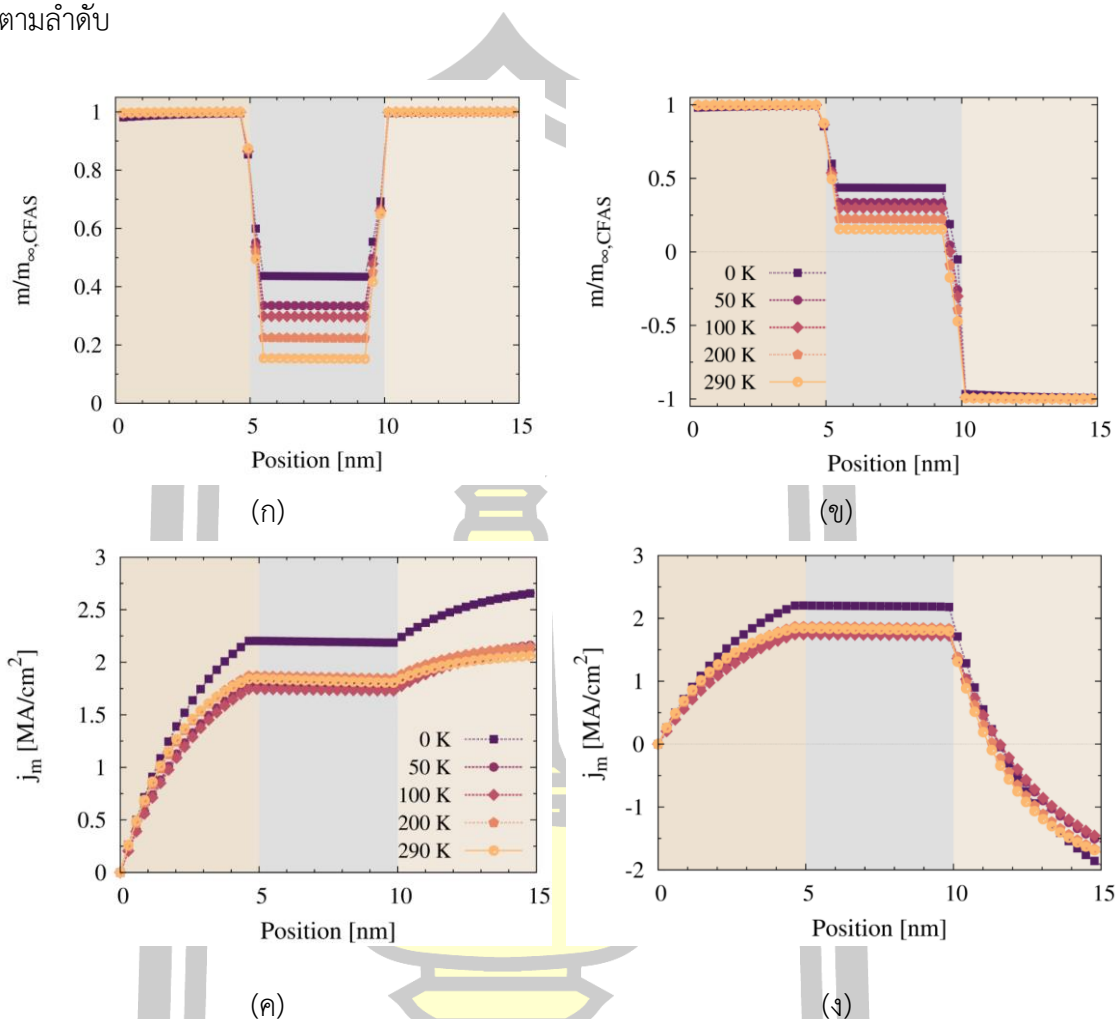 ตามลำดับ
1
0.8
0.6
0.4
0.2
0
m/m∞,CFAS
0 5 10 15
Position [nm]
(ก)
1
0.5
0
-0.5
-1
m/m∞,CFAS
0 K
50 K
100 K
200 K
290 K
0 5 10 15
Position [nm]
(ข)
3
2.5
2
1.5
1
0.5
0
jm [MA/cm²]
0 K
50 K
100 K
200 K
290 K
0 5 10 15
Position [nm]
(ค)
3
2
1
0
-1
-2
jm [MA/cm²]
0 5 10 15
Position [nm]
(ง)